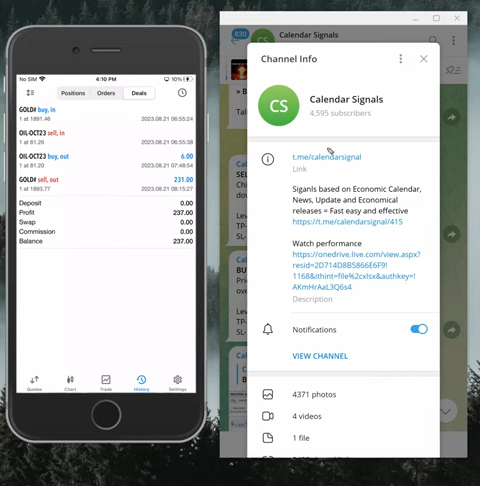 No SIM
4:10 PM
10%
Positions
Orders
Deals
GOLD# buy, in
1 at 1891.46
2023.08.21 06:55:24
OIL-OCT23 sell, in
1 at 81.26
2023.08.21 06:55:38
OIL-OCT23 buy, out
6.00
1 at 81.20
2023.08.21 07:48:54
GOLD# sell, out
231.00
1 at 1893.77
2023.08.21 08:15:27
Deposit
0.00
Profit
237.00
Swap
0.00
Commission
0.00
Balance
237.00
Quotes
Chart
Trade
History
Settings
830
CS
Calendar Signals
Channel Info
CS
Calendar Signals
4,595 subscribers
t.me/calendarsignal
Link
Siganls based on Economic Calendar,
News, Update and Economical
releases = Fast easy and effective
https://t.me/calendarsignal/415
Watch performance
https://onedrive.live.com/view.aspx?
resid=2D714D8B5866E6F9!
1168&ithint=file%2cxlsx&authkey=!
AKmHrAaL3Q6s4
Description
Notifications
VIEW CHANNEL
4371 photos
4 videos
1 file